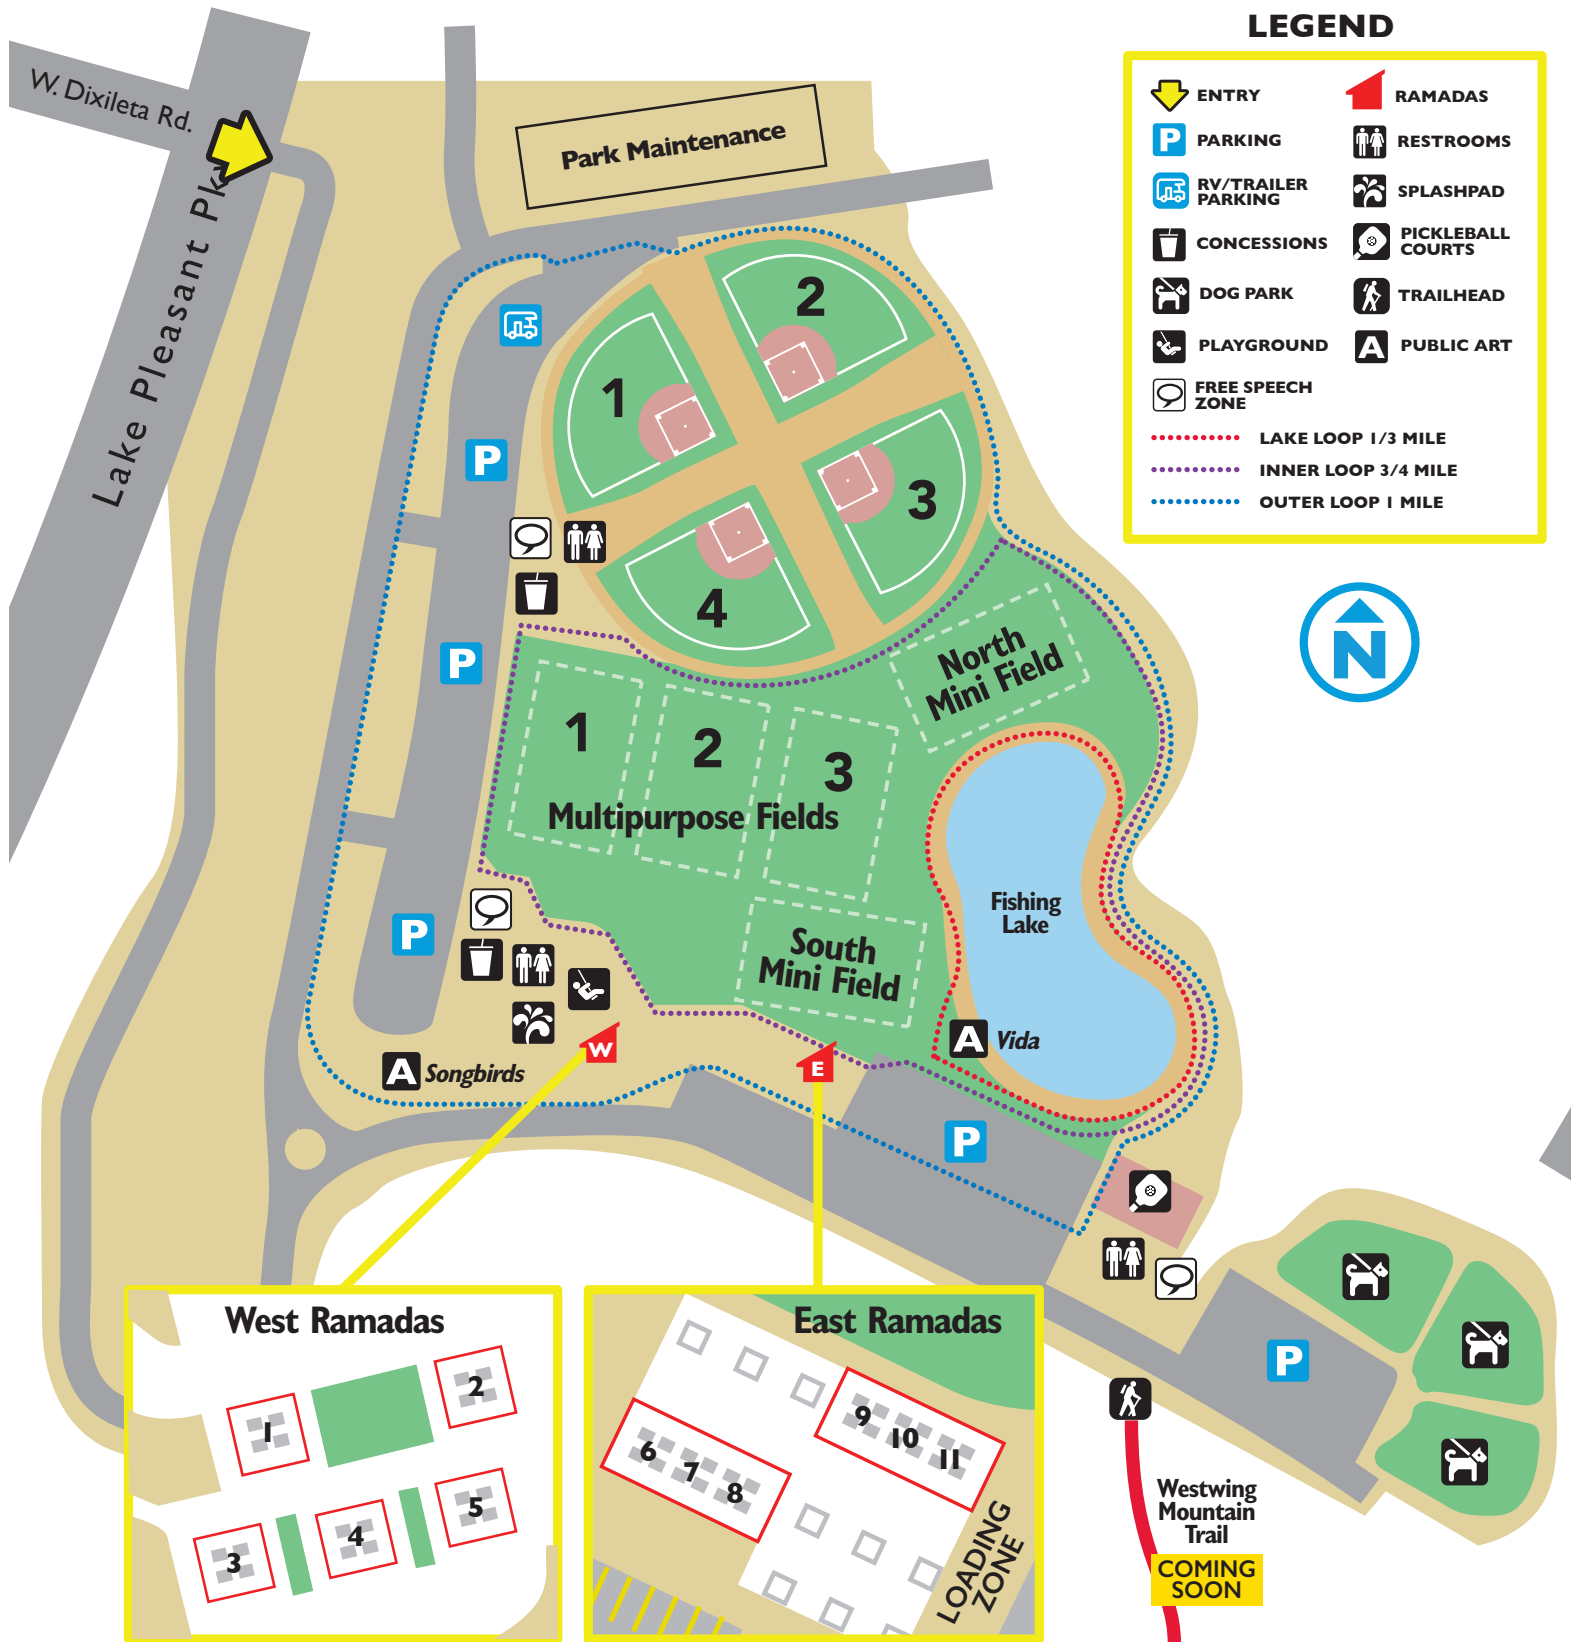 LEGEND
ENTRY
RAMADAS
P
PARKING
RESTROOMS
RV/TRAILER
PARKING
SPLASHPAD
CONCESSIONS
PICKLEBALL
COURTS
DOG PARK
TRAILHEAD
PLAYGROUND
A
PUBLIC ART
FREE SPEECH
ZONE
LAKE LOOP 1/3 MILE
INNER LOOP 3/4 MILE
OUTER LOOP 1 MILE
N
W. Dixileta Rd.
Lake Pleasant Pk
Park Maintenance
1
2
3
4
P
P
P
North
Mini Field
1
2
3
Multipurpose Fields
South
Mini Field
Fishing
Lake
A
Vida
W
E
A
Songbirds
P
P
West Ramadas
1
2
3
4
5
East Ramadas
6
7
8
9
10
11
LOADING
ZONE
Westwing
Mountain
Trail
COMING
SOON